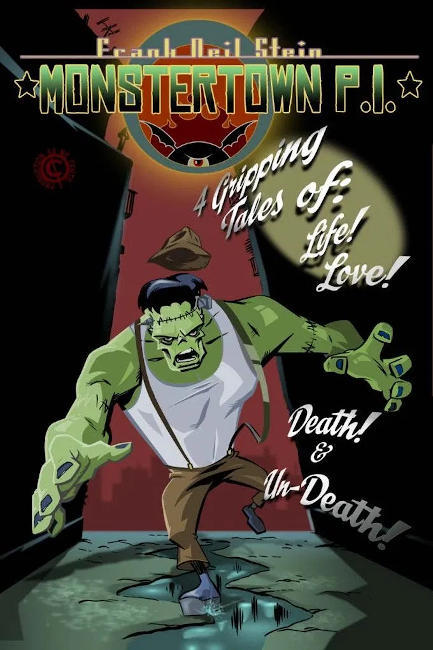 Frank Neil Stein
MONSTERTOWN P.I.
4 Gripping
Tales of:
Life!
Love!
Death!
&
Un-Death!